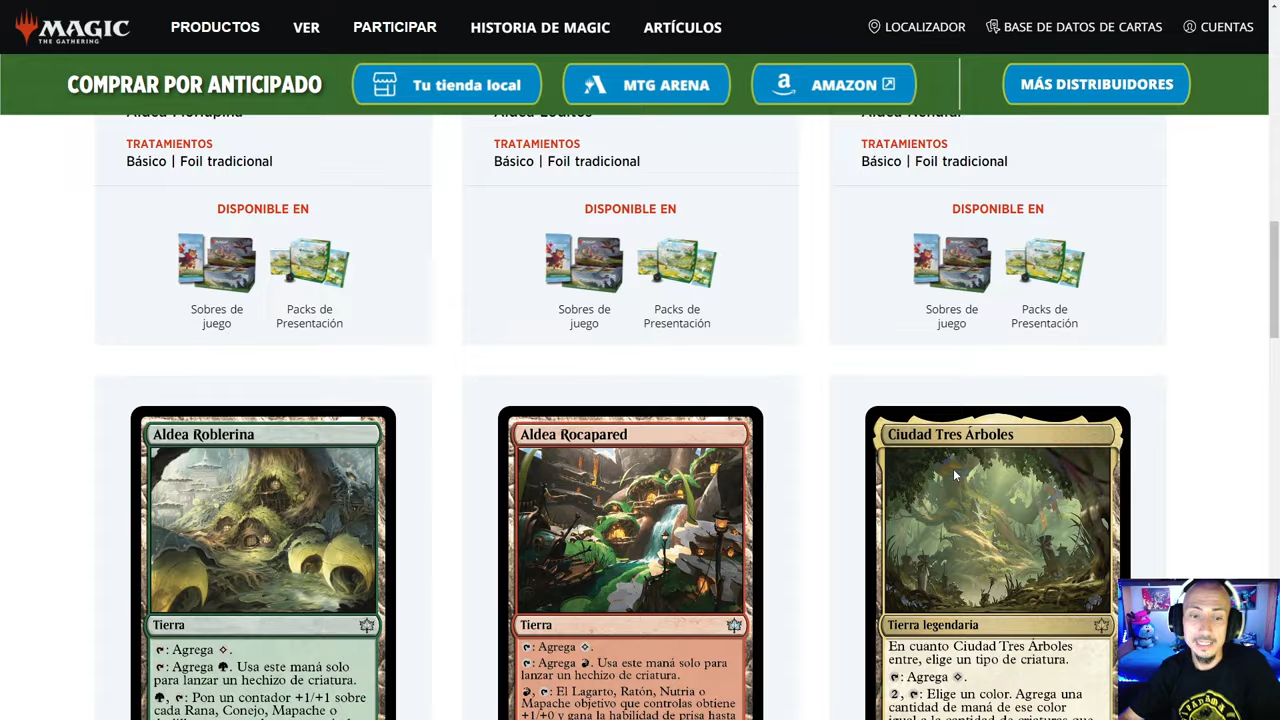 MAGIC
THE GATHERING
PRODUCTOS
VER
PARTICIPAR
HISTORIA DE MAGIC
ARTÍCULOS
LOCALIZADOR
BASE DE DATOS DE CARTAS
CUENTAS
COMPRAR POR ANTICIPADO
Tu tienda local
MTG ARENA
a AMAZON
MÁS DISTRIBUIDORES
TRATAMIENTOS
Básico | Foil tradicional
DISPONIBLE EN
Sobres de
juego
Packs de
Presentación
TRATAMIENTOS
Básico | Foil tradicional
DISPONIBLE EN
Sobres de
juego
Packs de
Presentación
TRATAMIENTOS
Básico | Foil tradicional
DISPONIBLE EN
Sobres de
juego
Packs de
Presentación
Aldea Roblerina
Tierra
: Agrega .
: Agrega . Usa este maná solo
para lanzar un hechizo de criatura.
, : Pon un contador +1/+1 sobre
cada Rana, Conejo, Mapache o
Aldea Rocapared
Tierra
: Agrega .
: Agrega . Usa este maná solo para
lanzar un hechizo de criatura.
, : El Lagarto, Ratón, Nutria o
Mapache objetivo que controlas obtiene
+1/+0 y gana la habilidad de prisa hasta
Ciudad Tres Árboles
Tierra legendaria
En cuanto Ciudad Tres Árboles
entre, elige un tipo de criatura.
: Agrega .
2, : Elige un color. Agrega una
cantidad de maná de ese color
igual a la cantidad de criaturas que